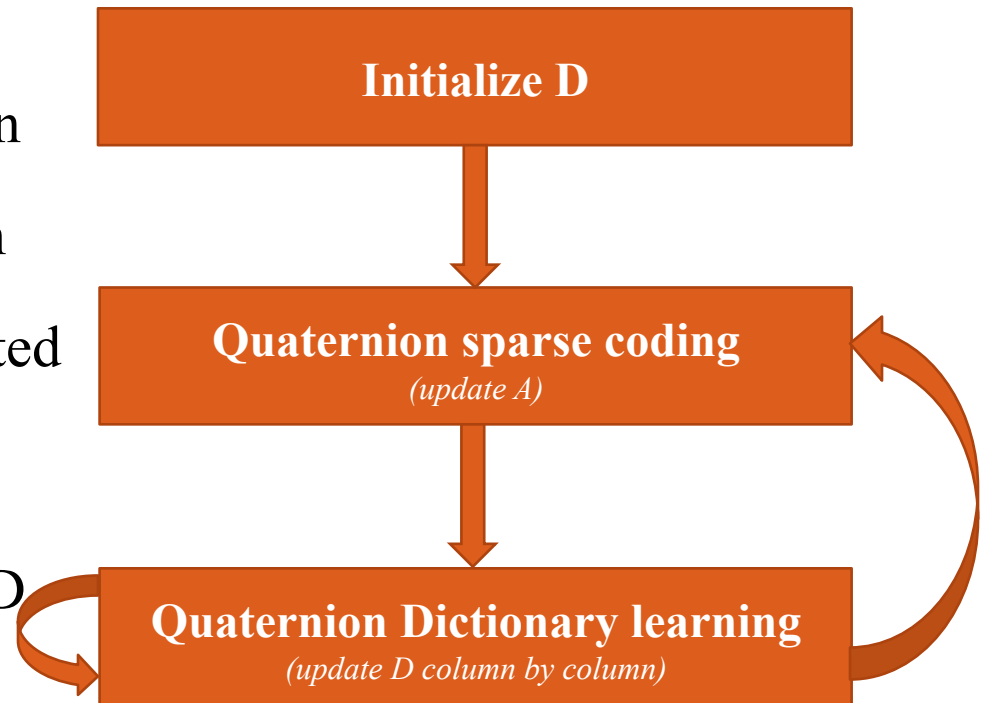 Initialize D
Quaternion sparse coding
(update A)
Quaternion Dictionary learning
(update D column by column)